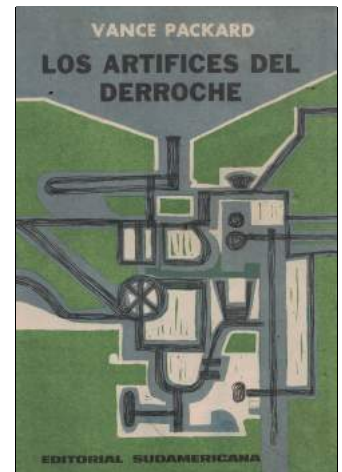 VANCE PACKARD
LOS ARTIFICES DEL
DERROCHE
EDITORIAL SUDAMERICANA